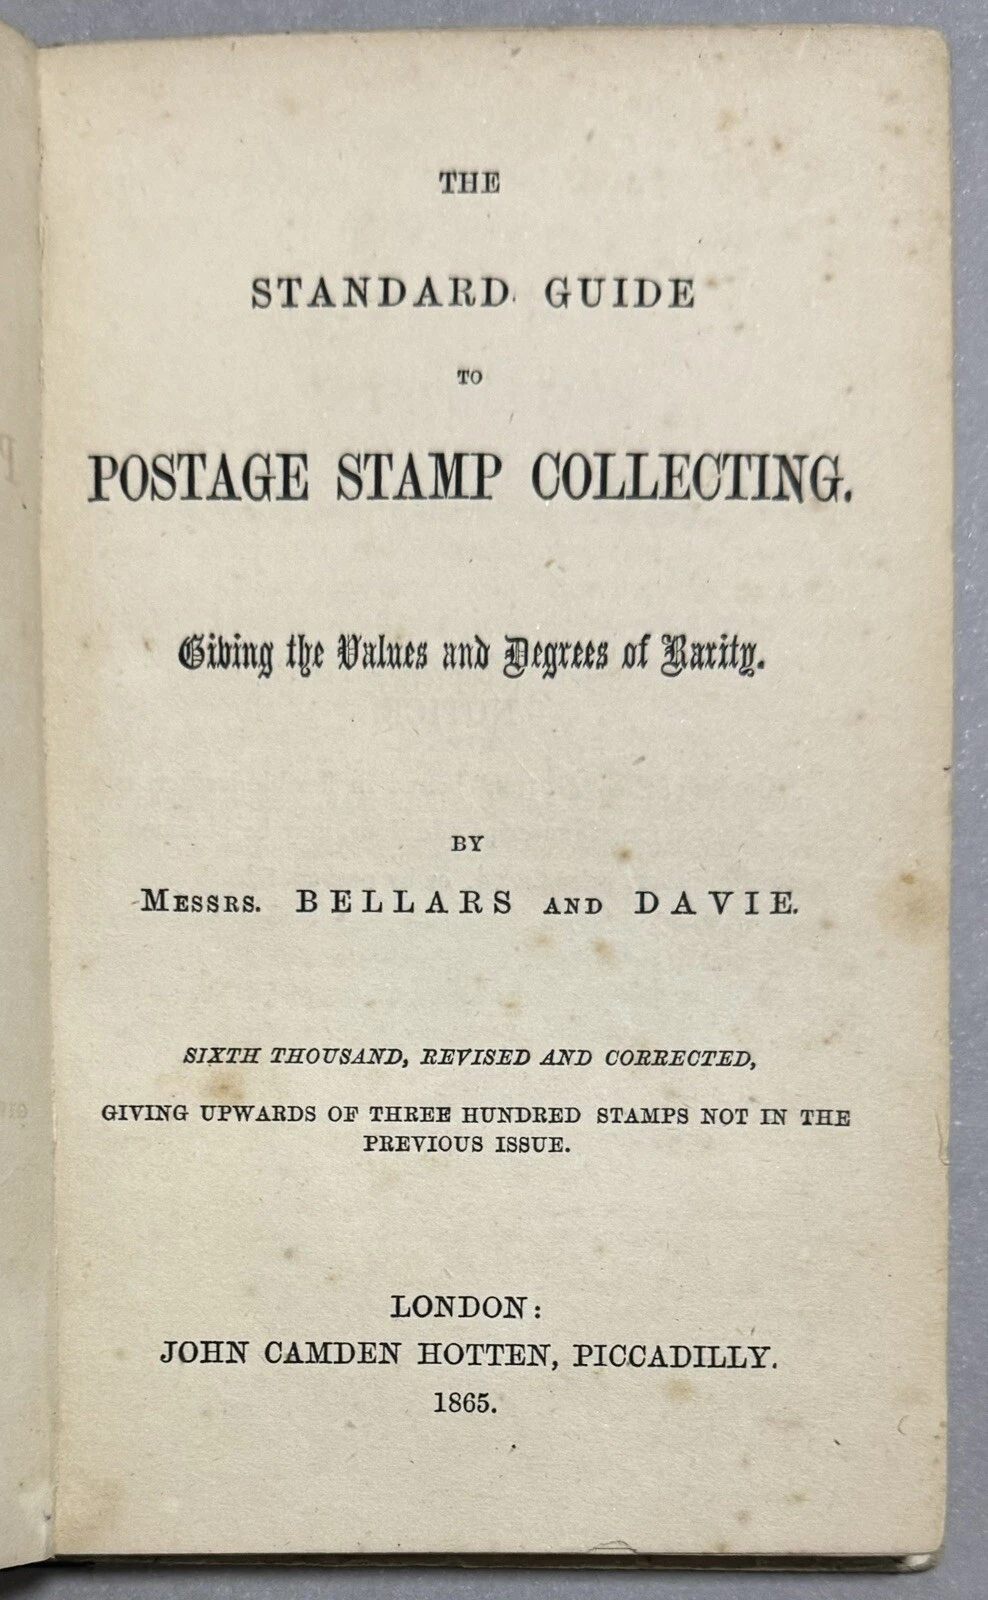 THE
STANDARD GUIDE
TO
POSTAGE STAMP COLLECTING.
Giving the Values and Degrees of Rarity.
BY
MESSRS. BELLARS AND DAVIE.
SIXTH THOUSAND, REVISED AND CORRECTED,
GIVING UPWARDS OF THREE HUNDRED STAMPS NOT IN THE
PREVIOUS ISSUE.
LONDON:
JOHN CAMDEN HOTTEN, PICCADILLY.
1865.